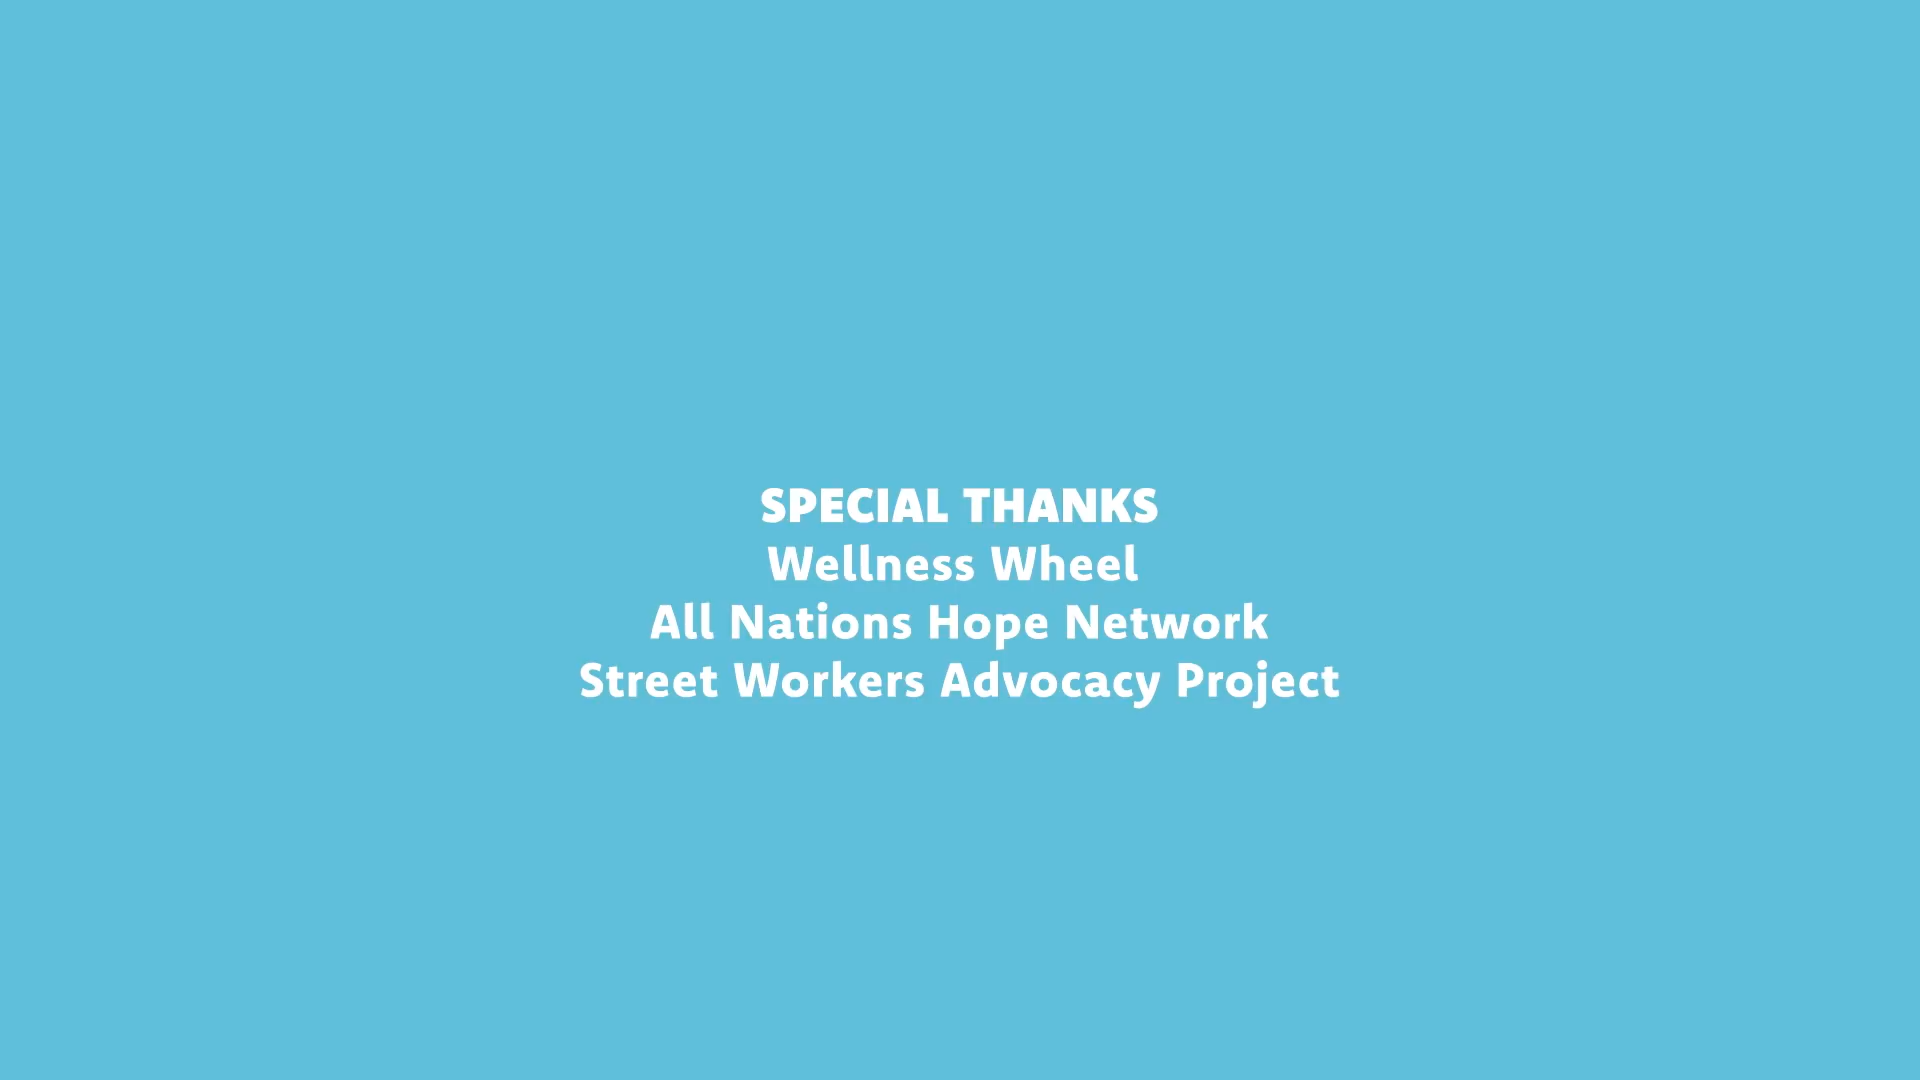 SPECIAL THANKS
Wellness Wheel
All Nations Hope Network
Street Workers Advocacy Project